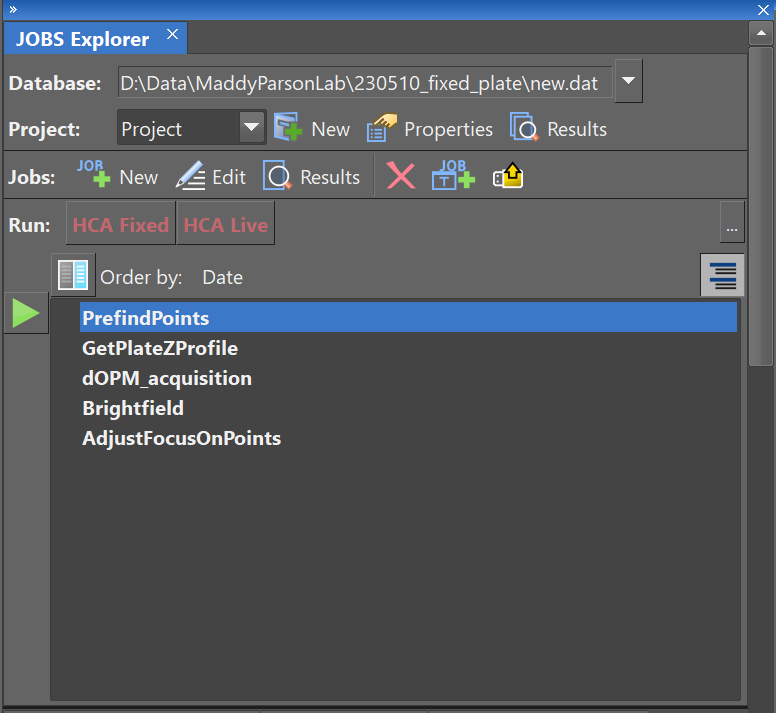 »
JOBS Explorer
Database: D:\Data\MaddyParsonLab\230510_fixed_plate\new.dat
Project: Project New Properties Results
Jobs: JOB New Edit Results JOB T
Run: HCA Fixed HCA Live ...
Order by: Date
PrefindPoints
GetPlateZProfile
dOPM_acquisition
Brightfield
AdjustFocusOnPoints